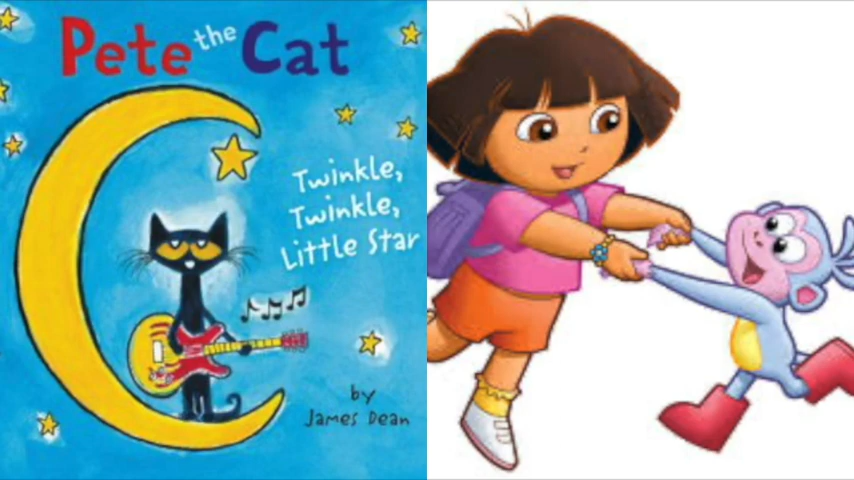 Pete the Cat
Twinkle,
Twinkle,
Little Star
by
James Dean